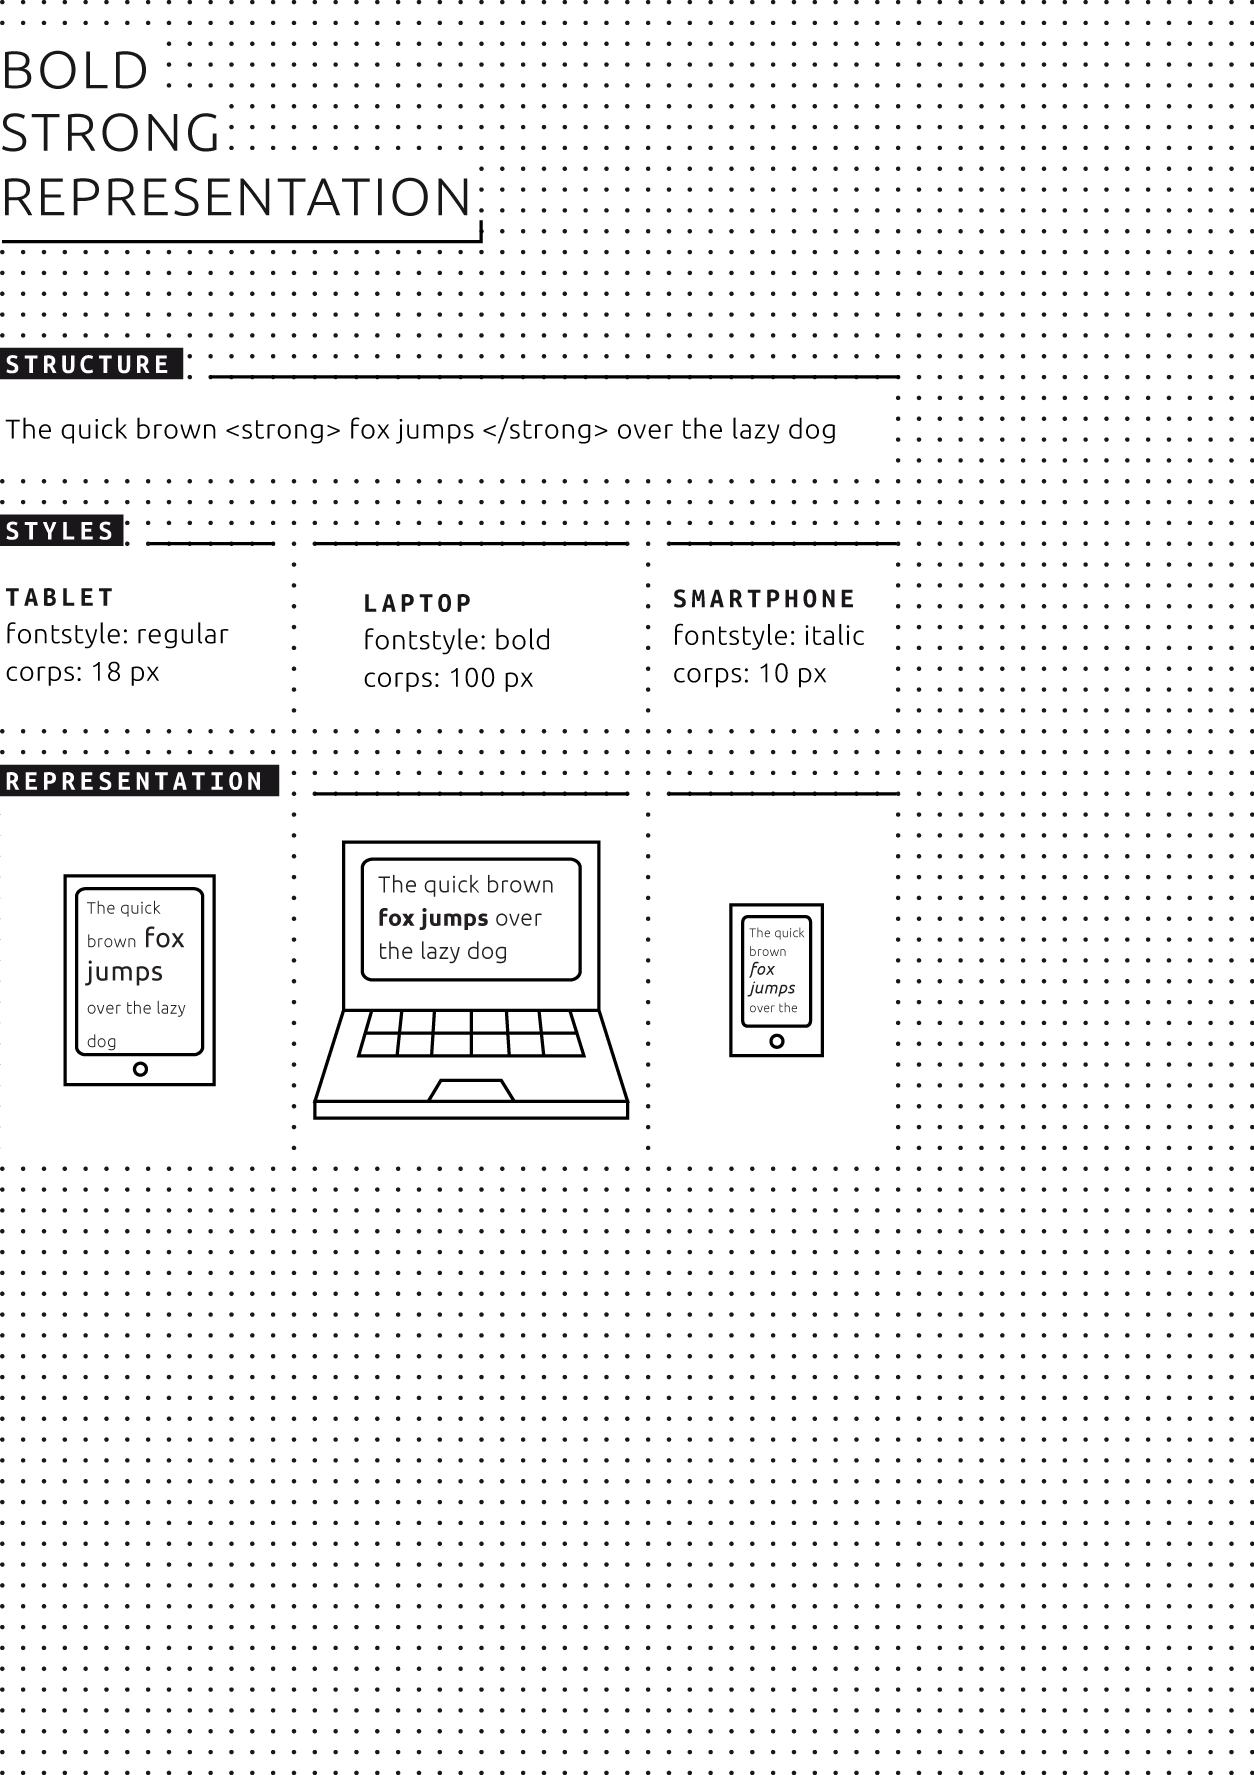 BOLD
STRONG
REPRESENTATION
STRUCTURE
The quick brown <strong> fox jumps </strong> over the lazy dog
STYLES
TABLET
fontstyle: regular
corps: 18 px
LAPTOP
fontstyle: bold
corps: 100 px
SMARTPHONE
fontstyle: italic
corps: 10 px
REPRESENTATION
The quick
brown fox
jumps
over the lazy
dog
The quick brown
fox jumps over
the lazy dog
The quick
brown
fox
jumps
over the